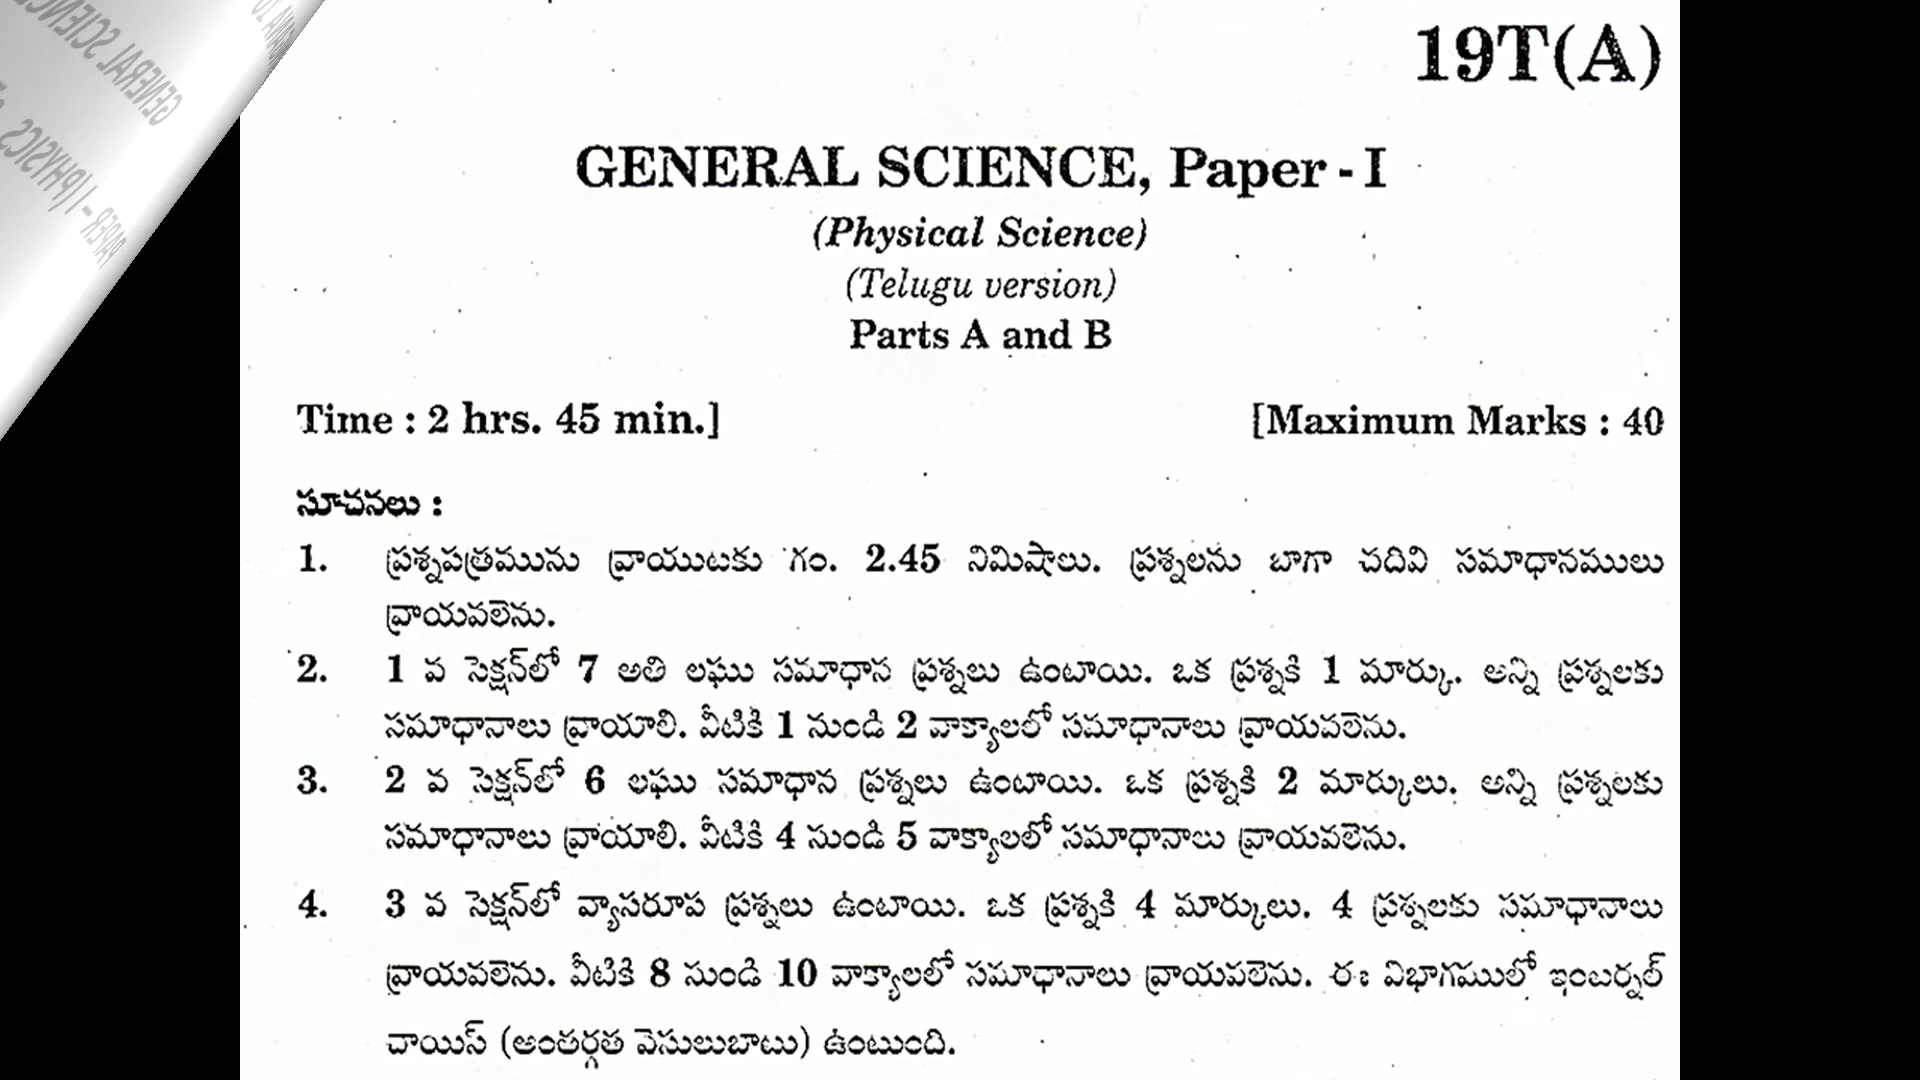 GENERAL SCIENCE
PAPER - I (PHYSICS
19T(A)
GENERAL SCIENCE, Paper - I
(Physical Science)
(Telugu version)
Parts A and B
Time : 2 hrs. 45 min.]
[Maximum Marks : 40
సూచనలు :
1. ప్రశ్నపత్రమును వ్రాయుటకు గం. 2.45 నిమిషాలు. ప్రశ్నలను బాగా చదివి సమాధానములు
వ్రాయవలెను.
2. 1 వ సెక్షన్‌లో 7 అతి లఘు సమాధాన ప్రశ్నలు ఉంటాయి. ఒక ప్రశ్నకి 1 మార్కు. అన్ని ప్రశ్నలకు
సమాధానాలు వ్రాయాలి. వీటికి 1 నుండి 2 వాక్యాలలో సమాధానాలు వ్రాయవలెను.
3. 2 వ సెక్షన్‌లో 6 లఘు సమాధాన ప్రశ్నలు ఉంటాయి. ఒక ప్రశ్నకి 2 మార్కులు. అన్ని ప్రశ్నలకు
సమాధానాలు వ్రాయాలి. వీటికి 4 నుండి 5 వాక్యాలలో సమాధానాలు వ్రాయవలెను.
4. 3 వ సెక్షన్‌లో వ్యాసరూప ప్రశ్నలు ఉంటాయి. ఒక ప్రశ్నకి 4 మార్కులు. 4 ప్రశ్నలకు సమాధానాలు
వ్రాయవలెను. వీటికి 8 నుండి 10 వాక్యాలలో సమాధానాలు వ్రాయవలెను. ఈ విభాగములో ఇంటర్నల్
చాయిస్ (అంతర్గత వెసులుబాటు) ఉంటుంది.